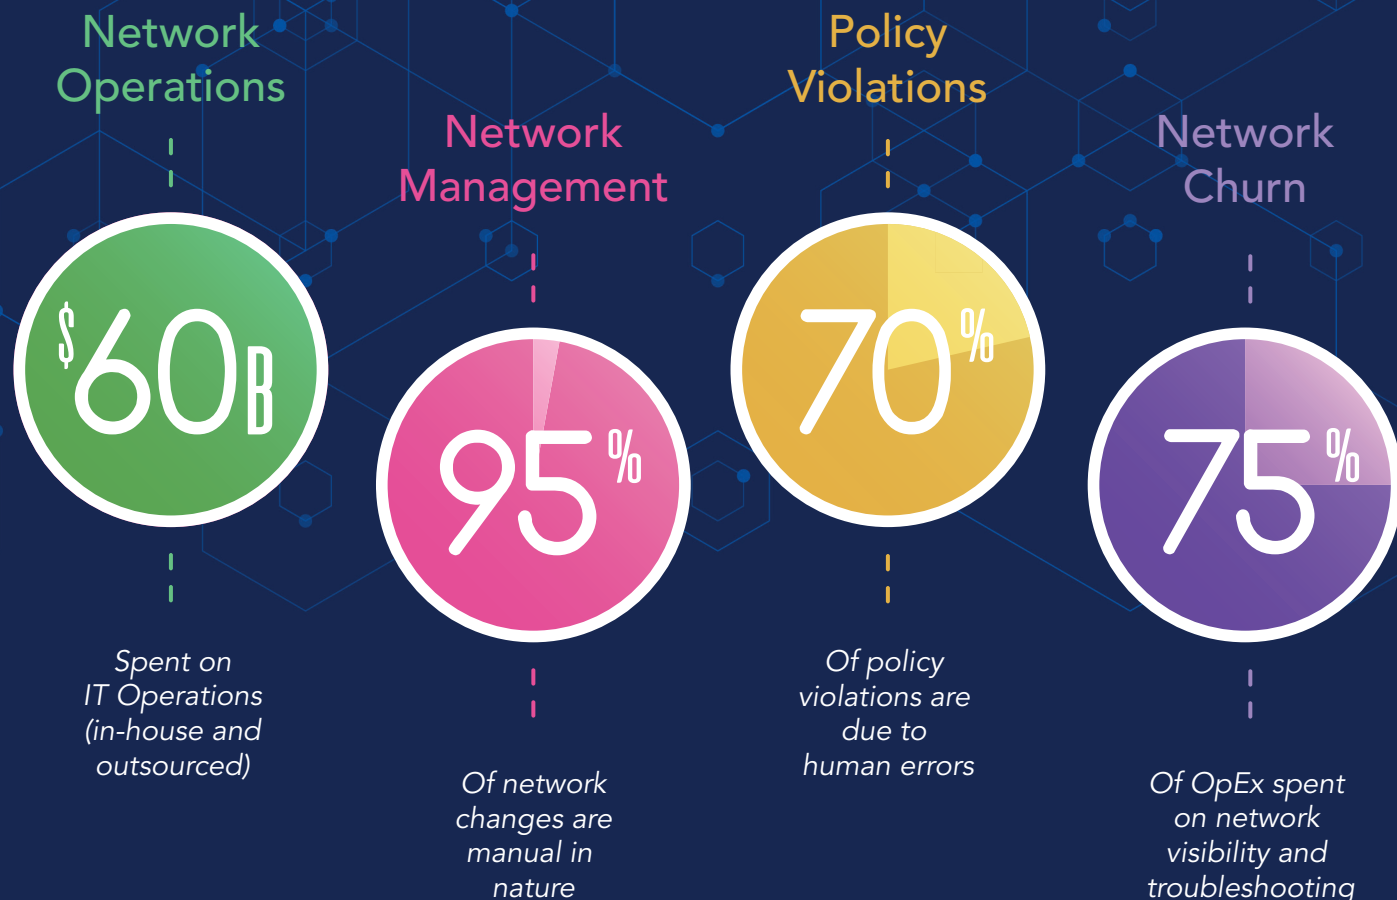 Network
Operations
$60B
Spent on
IT Operations
(in-house and
outsourced)
Network
Management
95%
Of network
changes are
manual in
nature
Policy
Violations
70%
Of policy
violations are
due to
human errors
Network
Churn
75%
Of OpEx spent
on network
visibility and
troubleshooting